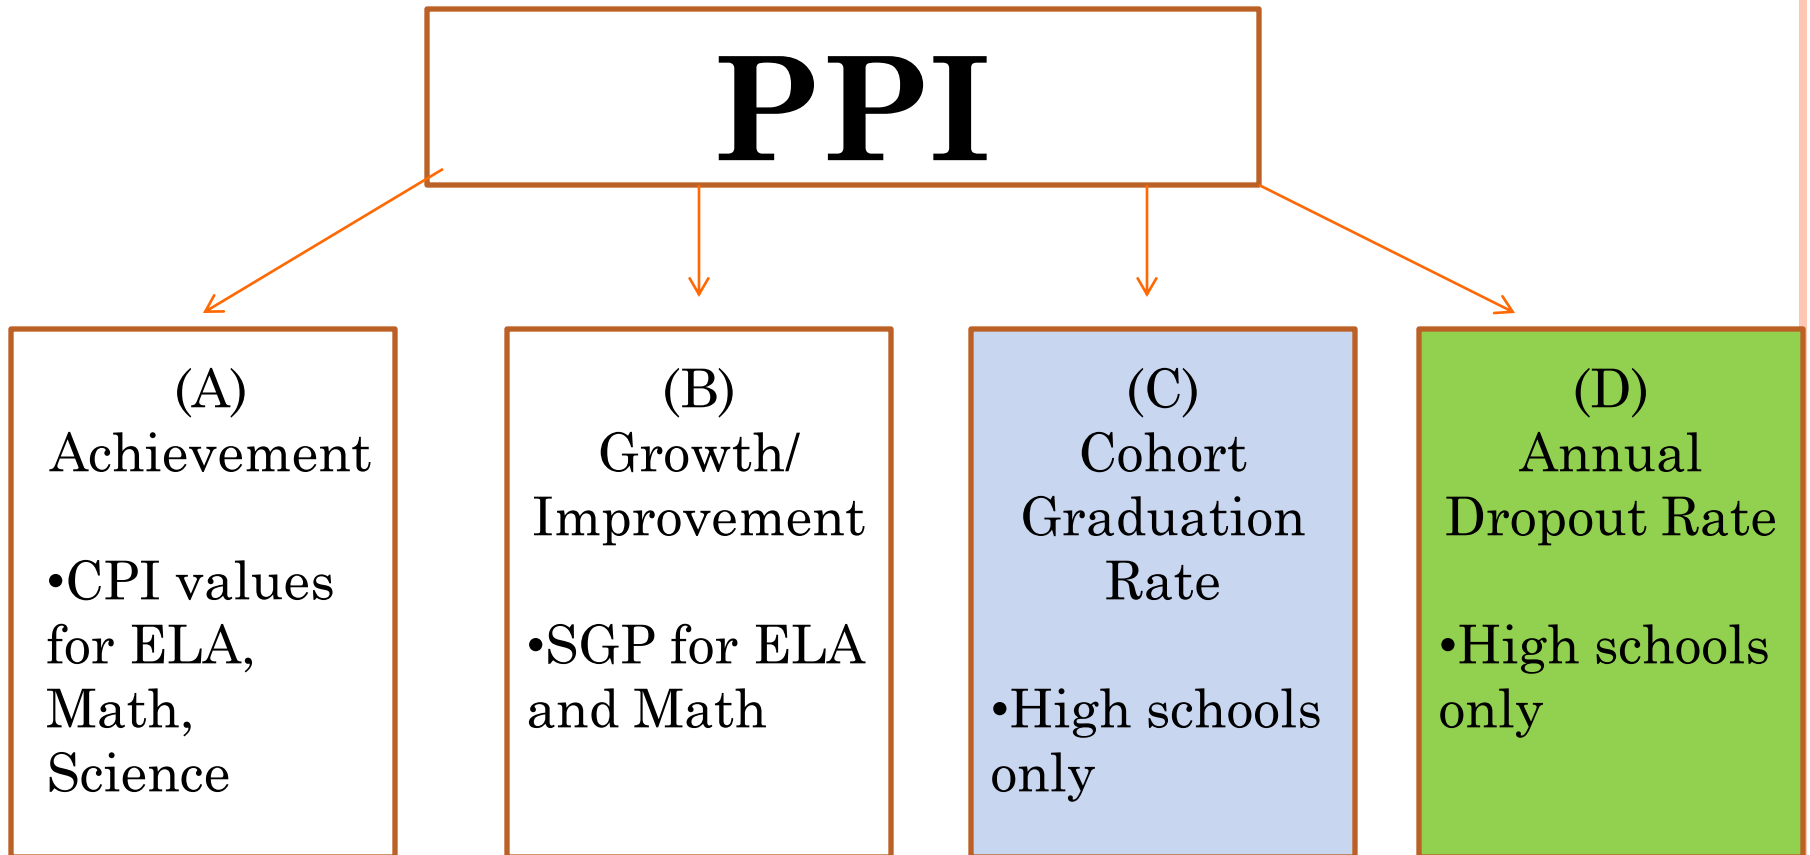 PPI
(A)
Achievement
•CPI values
for ELA,
Math,
Science
(B)
Growth/
Improvement
•SGP for ELA
and Math
(C)
Cohort
Graduation
Rate
•High schools
only
(D)
Annual
Dropout Rate
•High schools
only